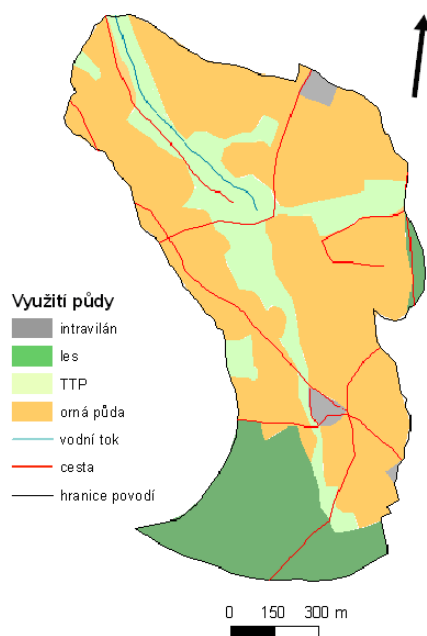 Využití půdy
intravilán
les
TTP
orná půda
vodní tok
cesta
hranice povodí
0 150 300 m